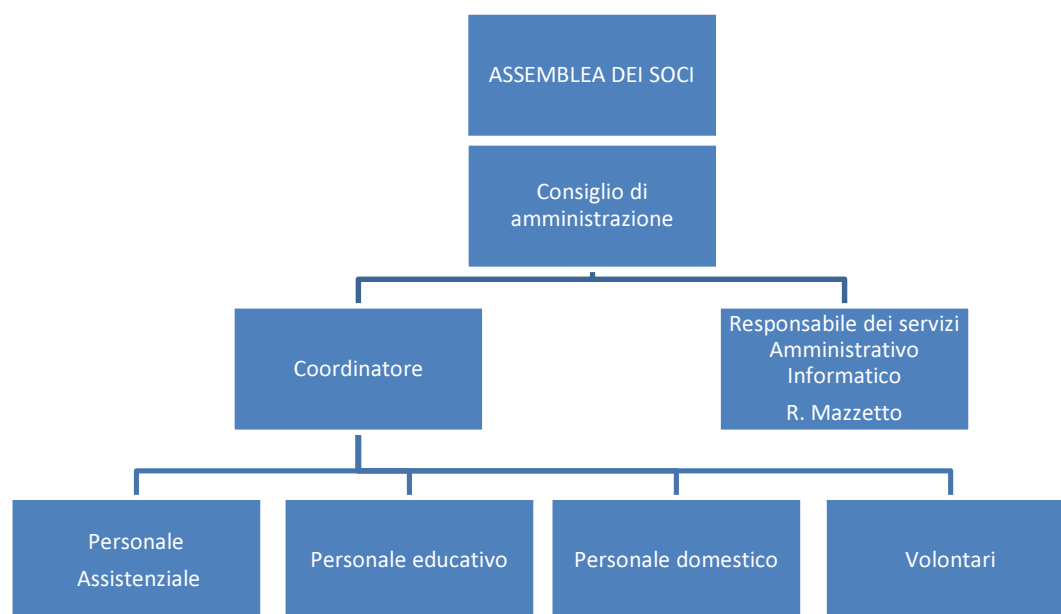 ASSEMBLEA DEI SOCI
Consiglio di
amministrazione
Coordinatore
Responsabile dei servizi
Amministrativo
Informatico
R. Mazzetto
Personale
Assistenziale
Personale educativo
Personale domestico
Volontari